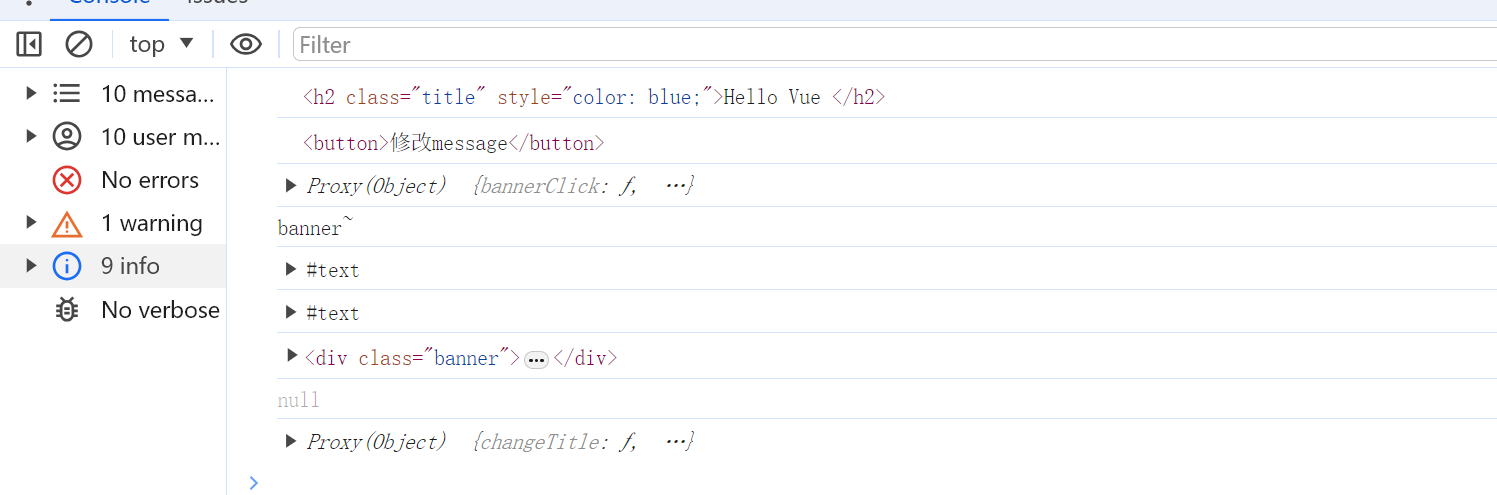 Console Issues
top Filter
10 messa...
10 user m...
No errors
1 warning
9 info
No verbose
<h2 class="title" style="color: blue;">Hello Vue </h2>
<button>修改message</button>
Proxy(Object) {bannerClick: ƒ, …}
banner~
#text
#text
<div class="banner">…</div>
null
Proxy(Object) {changeTitle: ƒ, …}